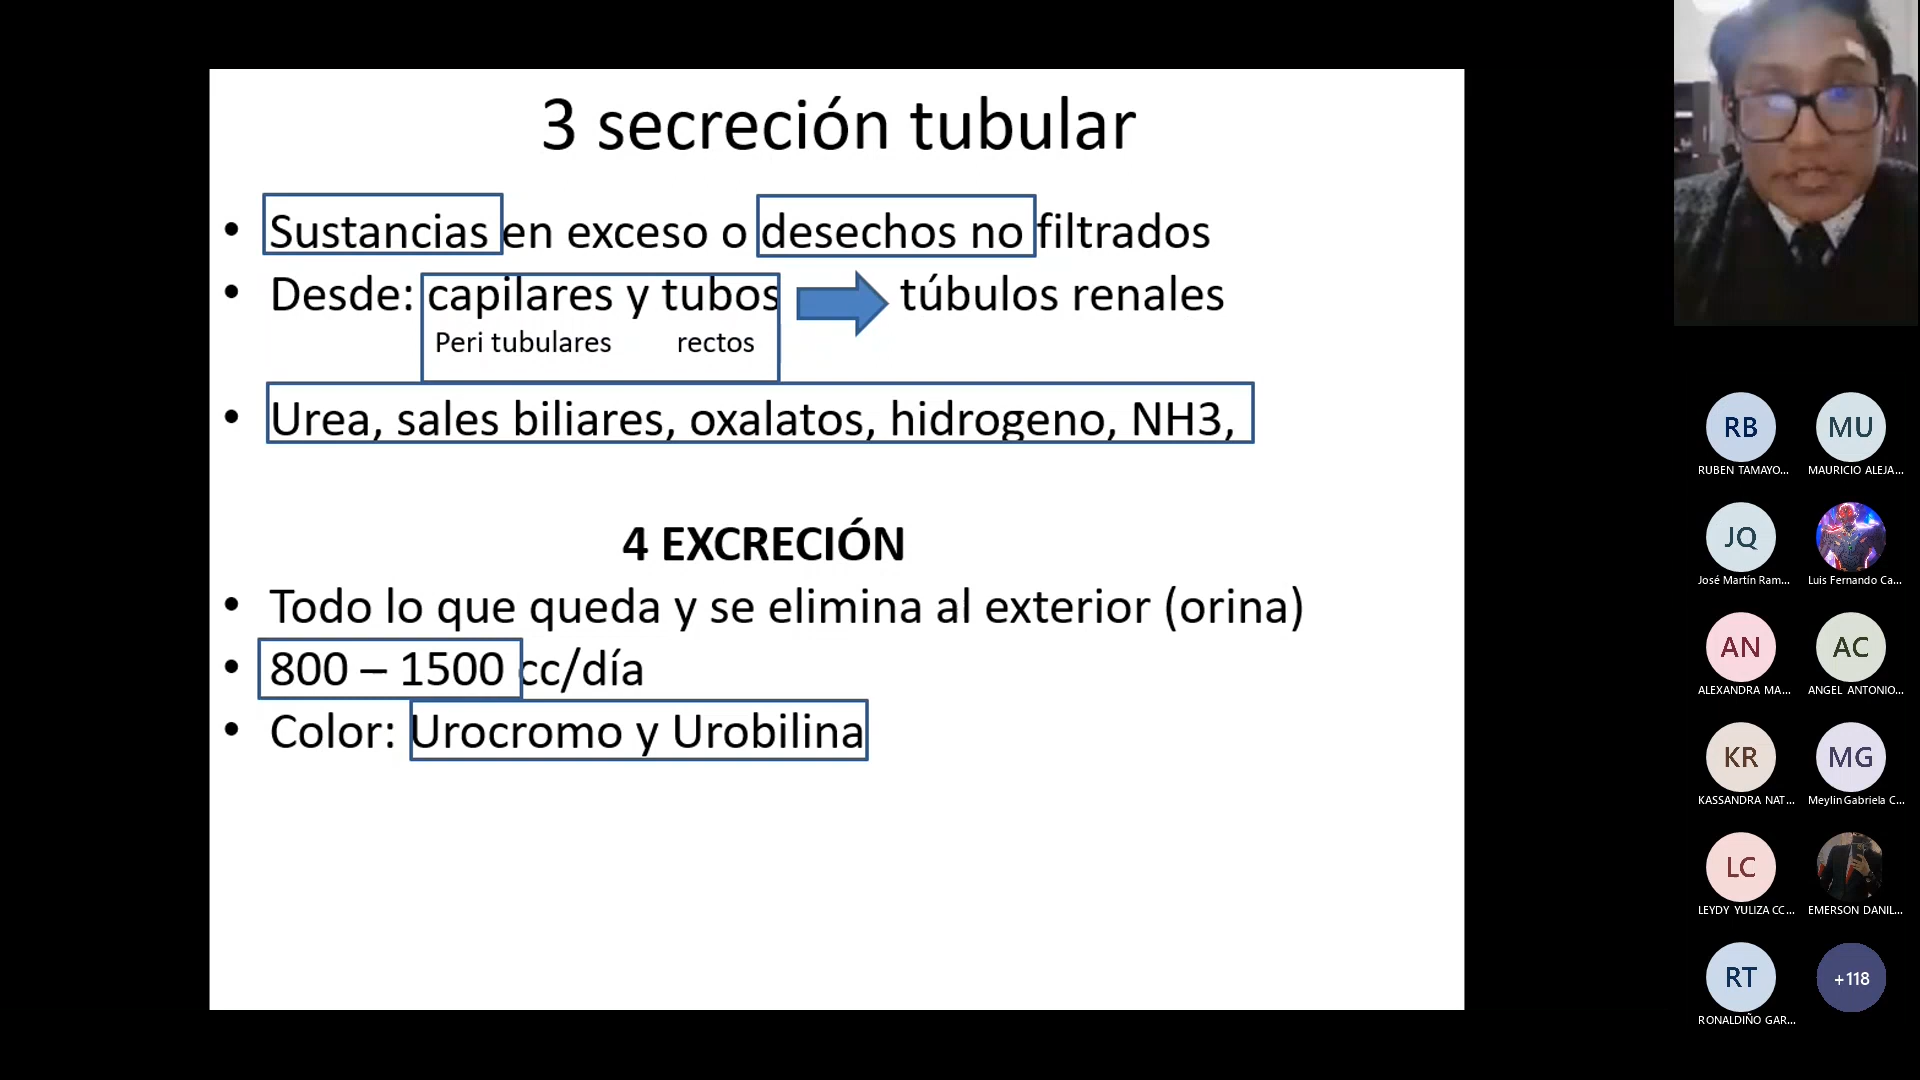 3 secreción tubular
• Sustancias en exceso o desechos no filtrados
• Desde: capilares y tubos túbulos renales
Peri tubulares rectos
• Urea, sales biliares, oxalatos, hidrogeno, NH3,
4 EXCRECIÓN
• Todo lo que queda y se elimina al exterior (orina)
• 800 – 1500 cc/día
• Color: Urocromo y Urobilina
RB MU
RUBEN TAMAYO... MAURICIO ALEJA...
JQ
José Martín Ram... Luis Fernando Ca...
AN AC
ALEXANDRA MA... ANGEL ANTONIO...
KR MG
KASSANDRA NAT... Meylin Gabriela C...
LC
LEYDY YULIZA CC... EMERSON DANIL...
RT +118
RONALDIÑO GAR...